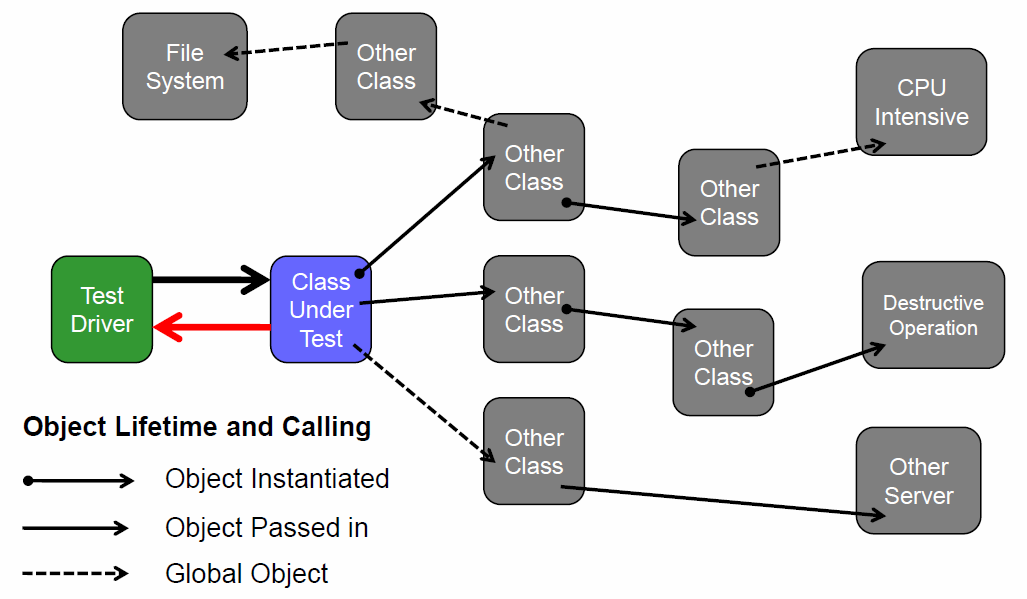 File
System
Other
Class
CPU
Intensive
Other
Class
Other
Class
Test
Driver
Class
Under
Test
Other
Class
Destructive
Operation
Other
Class
Object Lifetime and Calling
Other
Class
Other
Server
Object Instantiated
Object Passed in
Global Object